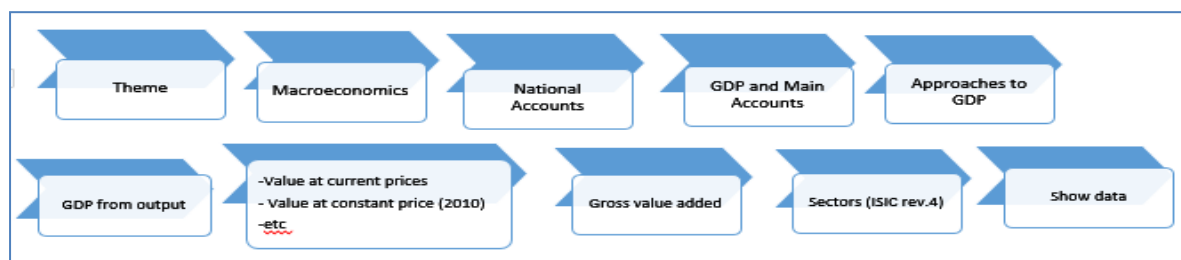 Theme
Macroeconomics
National
Accounts
GDP and Main
Accounts
Approaches to
GDP
GDP from output
-Value at current prices
- Value at constant price (2010)
-etc
Gross value added
Sectors (ISIC rev.4)
Show data